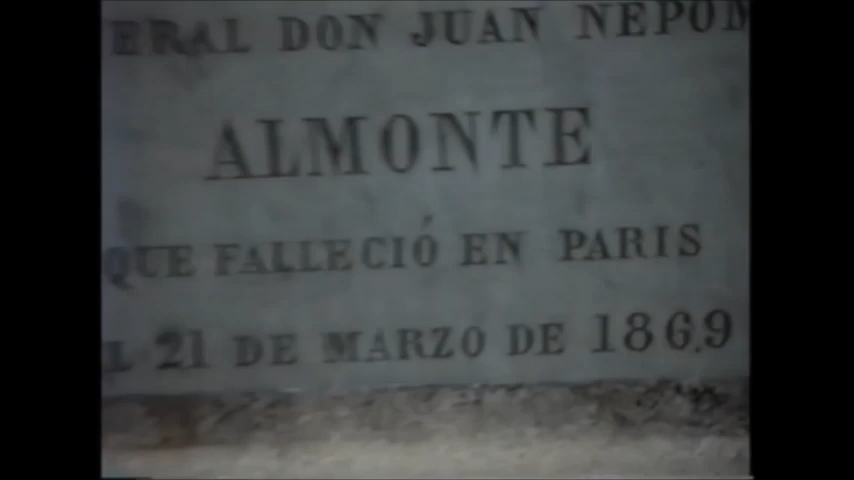 ERAL DON JUAN NEPOM
ALMONTE
QUE FALLECIÓ EN PARIS
L 21 DE MARZO DE 1869